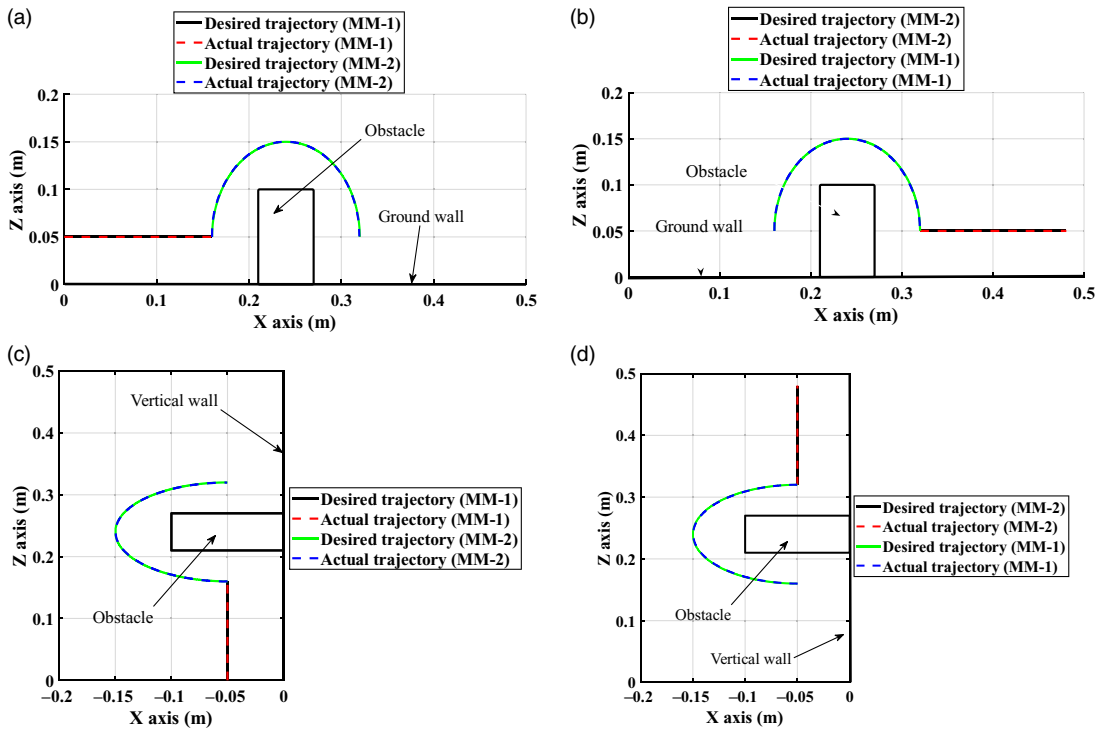 (a)
Desired trajectory (MM-1)
Actual trajectory (MM-1)
Desired trajectory (MM-2)
Actual trajectory (MM-2)
0.2
0.15
0.1
0.05
0
Z axis (m)
Obstacle
Ground wall
0 0.1 0.2 0.3 0.4 0.5
X axis (m)
(b)
Desired trajectory (MM-2)
Actual trajectory (MM-2)
Desired trajectory (MM-1)
Actual trajectory (MM-1)
0.2
0.15
0.1
0.05
0
Z axis (m)
Obstacle
Ground wall
0 0.1 0.2 0.3 0.4 0.5
X axis (m)
(c)
0.5
0.4
0.3
0.2
0.1
0
Z axis (m)
Vertical wall
Obstacle
−0.2 −0.15 −0.1 −0.05 0
X axis (m)
Desired trajectory (MM-1)
Actual trajectory (MM-1)
Desired trajectory (MM-2)
Actual trajectory (MM-2)
(d)
0.5
0.4
0.3
0.2
0.1
0
Z axis (m)
Obstacle
Vertical wall
−0.2 −0.15 −0.1 −0.05 0
X axis (m)
Desired trajectory (MM-2)
Actual trajectory (MM-2)
Desired trajectory (MM-1)
Actual trajectory (MM-1)